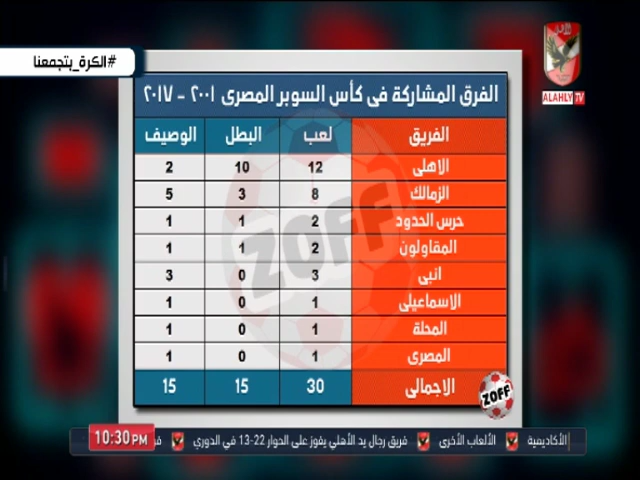 #الكرة_بتجمعنا
ALAHLY TV
الفرق المشاركة فى كأس السوبر المصرى ٢٠٠١ - ٢٠١٧
الفريق لعب البطل الوصيف
الاهلى 12 10 2
الزمالك 8 3 5
حرس الحدود 2 1 1
المقاولون 2 1 1
انبى 3 0 3
الاسماعيلى 1 0 1
المحلة 1 0 1
المصرى 1 0 1
الاجمالى 30 15 15
ZOFF
ZOFF
الأكاديمية الألعاب الأخرى فريق رجال يد الأهلي يفوز على الحوار 22-13 في الدوري
10:30 PM